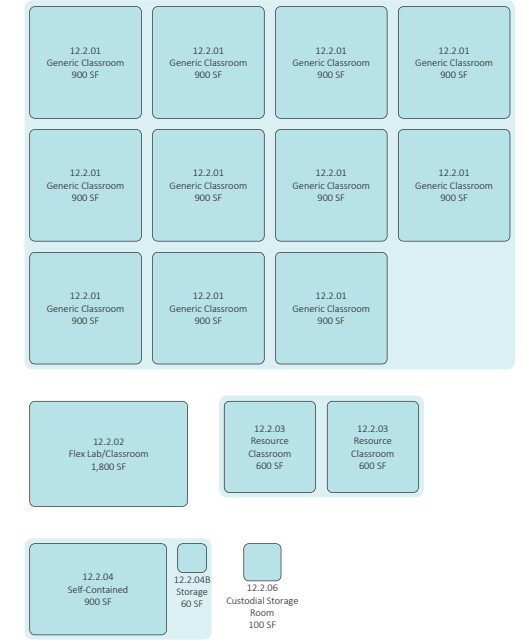 12.2.01
Generic Classroom
900 SF
12.2.01
Generic Classroom
900 SF
12.2.01
Generic Classroom
900 SF
12.2.01
Generic Classroom
900 SF
12.2.01
Generic Classroom
900 SF
12.2.01
Generic Classroom
900 SF
12.2.01
Generic Classroom
900 SF
12.2.01
Generic Classroom
900 SF
12.2.01
Generic Classroom
900 SF
12.2.01
Generic Classroom
900 SF
12.2.01
Generic Classroom
900 SF
12.2.02
Flex Lab/Classroom
1,800 SF
12.2.03
Resource
Classroom
600 SF
12.2.03
Resource
Classroom
600 SF
12.2.04
Self-Contained
900 SF
12.2.04B
Storage
60 SF
12.2.06
Custodial Storage
Room
100 SF